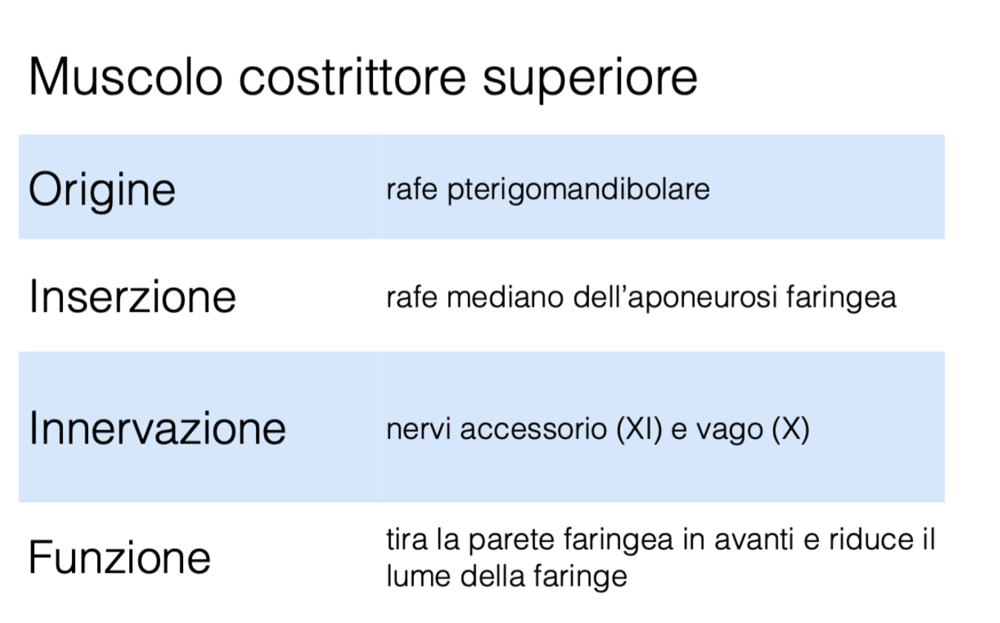 Muscolo costrittore superiore
Origine
rafe pterigomandibolare
Inserzione
rafe mediano dell’aponeurosi faringea
Innervazione
nervi accessorio (XI) e vago (X)
Funzione
tira la parete faringea in avanti e riduce il
lume della faringe